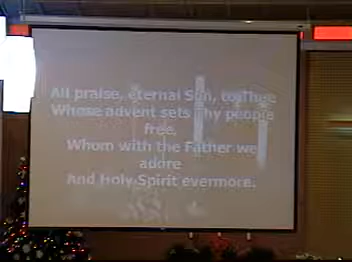 All praise, eternal Son, to Thee
Whose advent sets Thy people
free,
Whom with the Father we
adore
And Holy Spirit evermore.